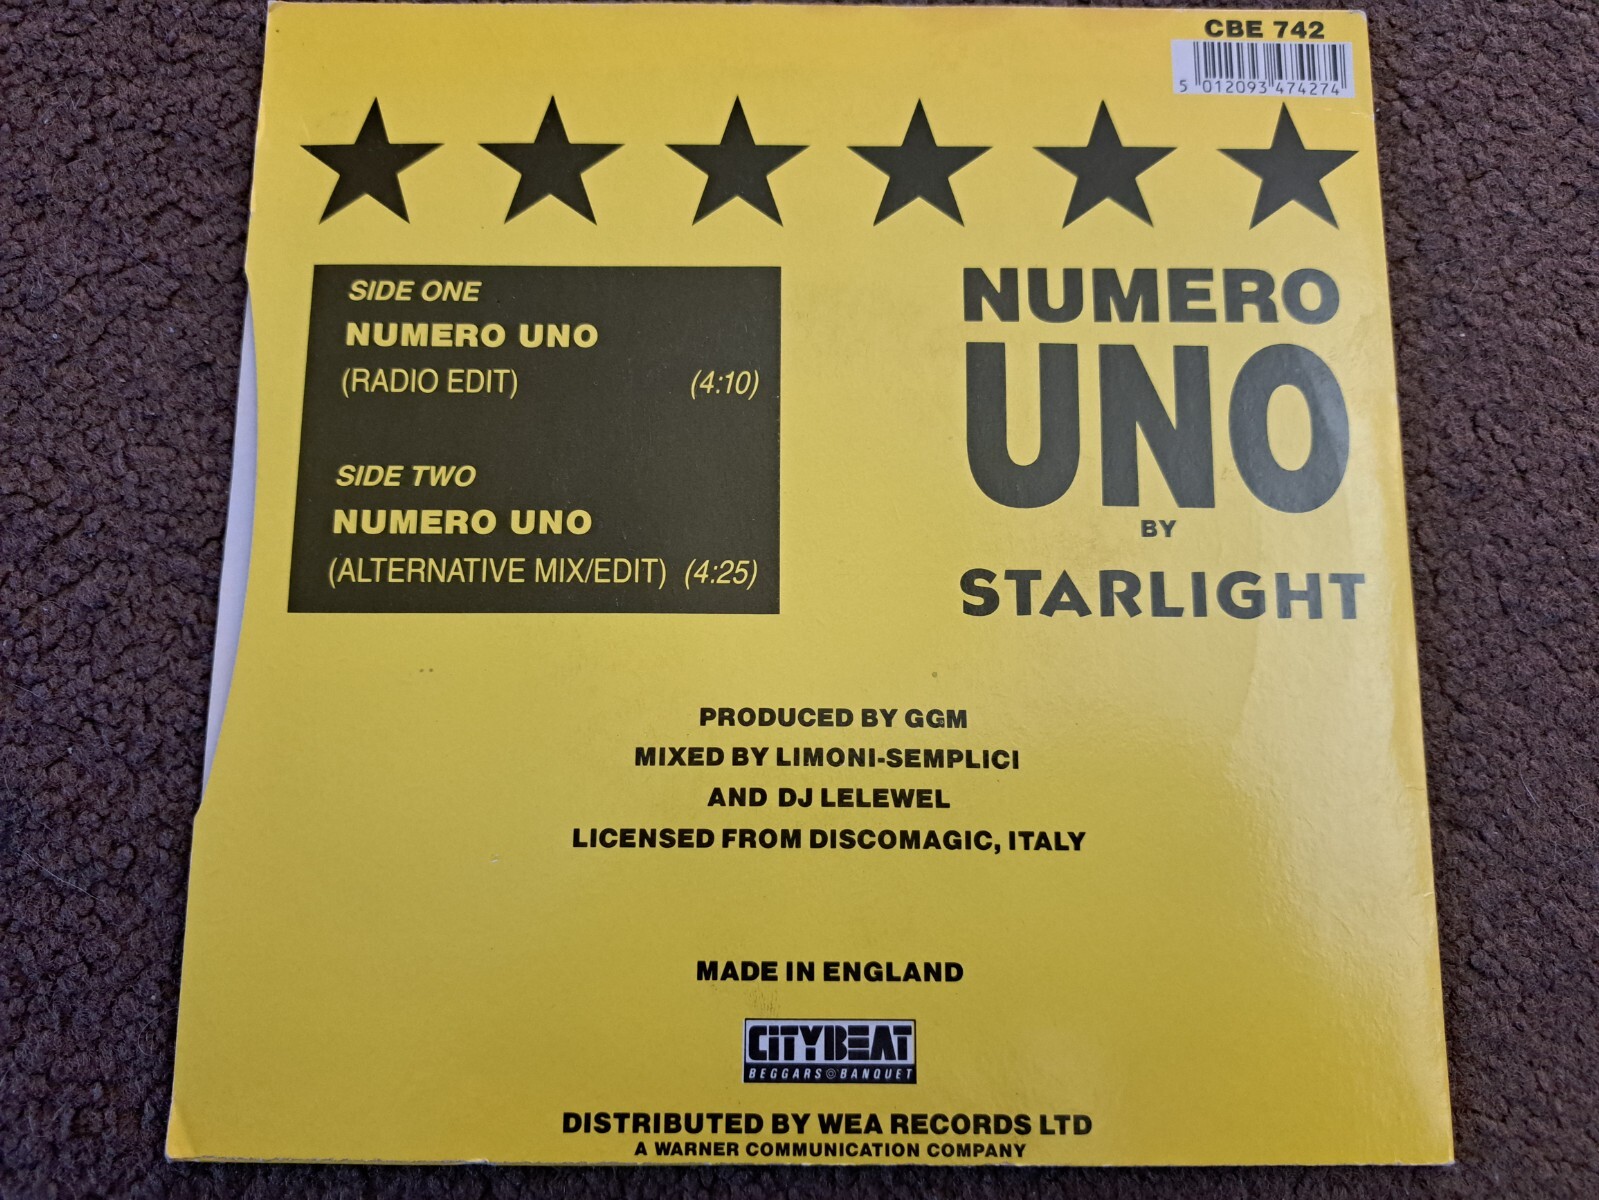 CBE 742
5 012093 474274
SIDE ONE
NUMERO UNO
(RADIO EDIT) (4:10)
SIDE TWO
NUMERO UNO
(ALTERNATIVE MIX/EDIT) (4:25)
NUMERO
UNO
BY
STARLIGHT
PRODUCED BY GGM
MIXED BY LIMONI-SEMPLICI
AND DJ LELEWEL
LICENSED FROM DISCOMAGIC, ITALY
MADE IN ENGLAND
CITYBEAT
BEGGARS BANQUET
DISTRIBUTED BY WEA RECORDS LTD
A WARNER COMMUNICATION COMPANY